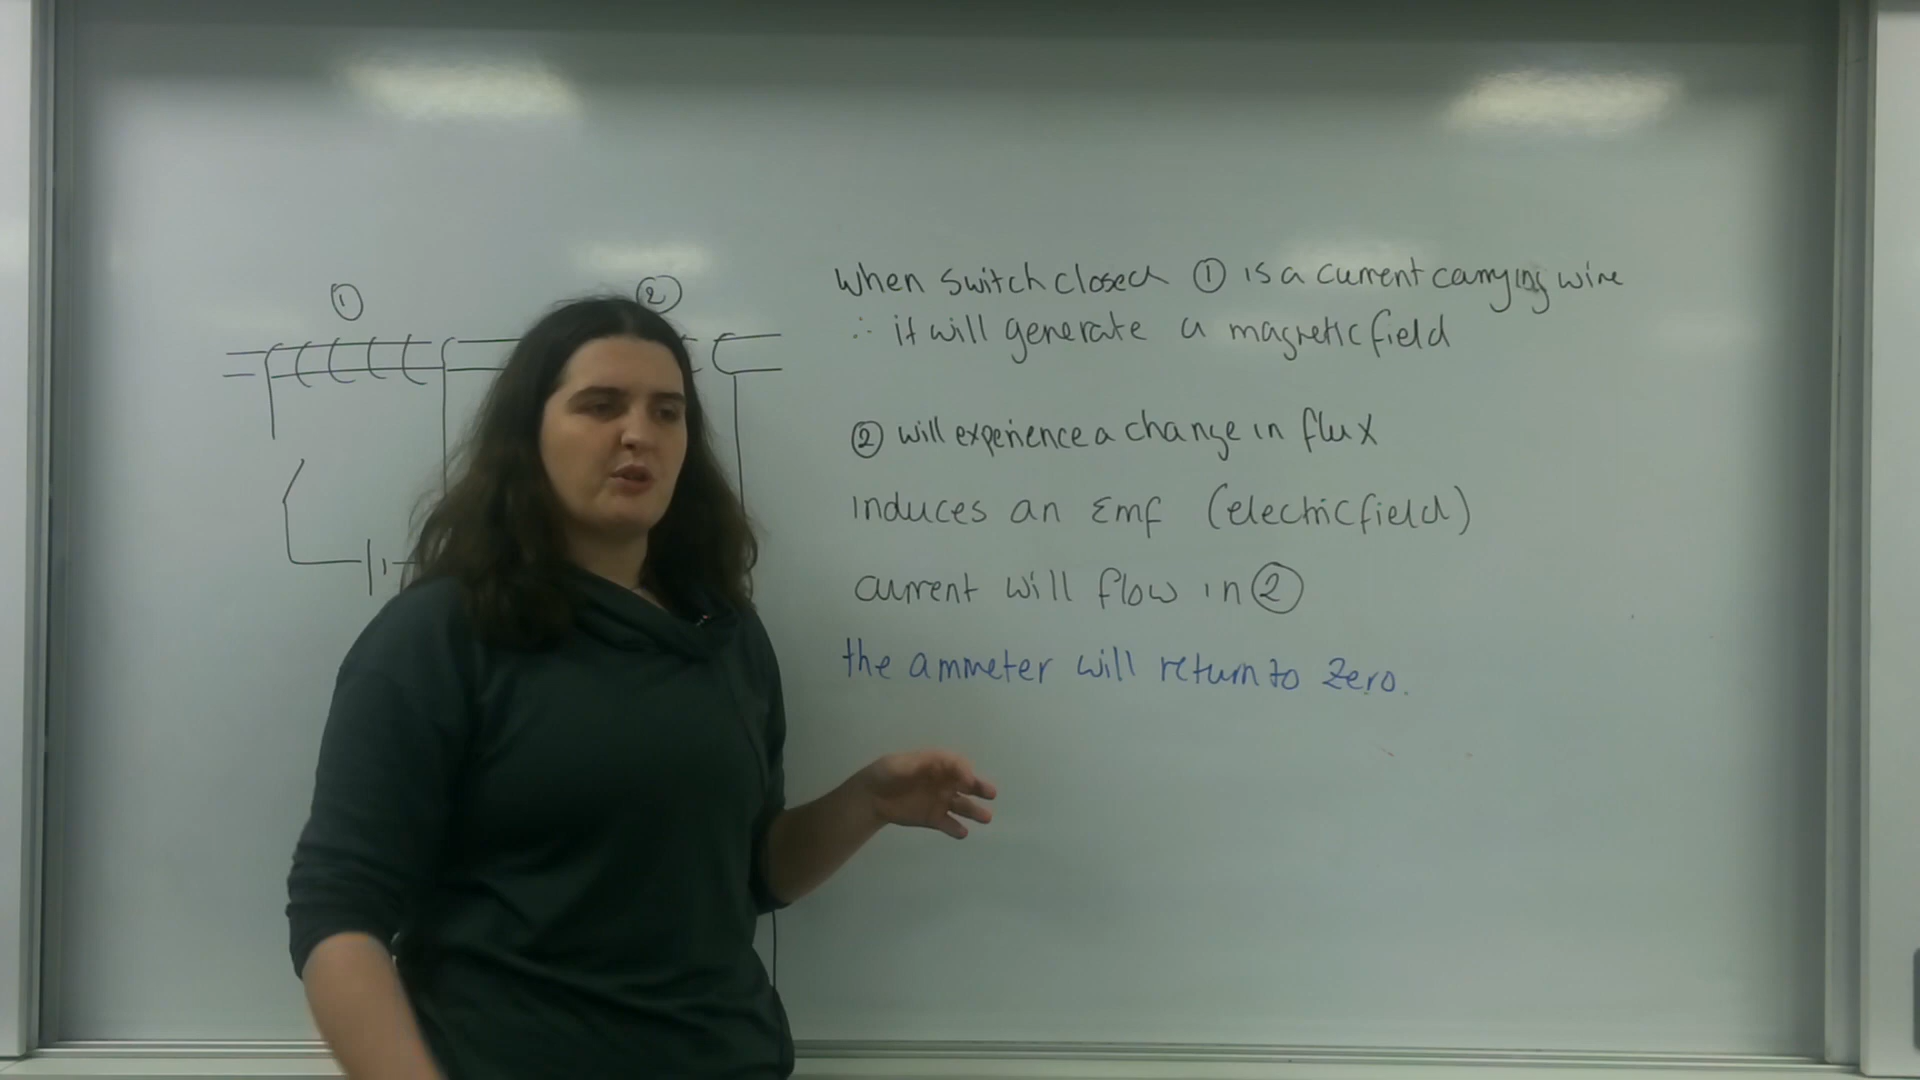 ① ②
When switch closed ① is a current carrying wire
∴ it will generate a magnetic field
② will experience a change in flux
induces an Emf (electric field)
current will flow in ②
the ammeter will return to zero.